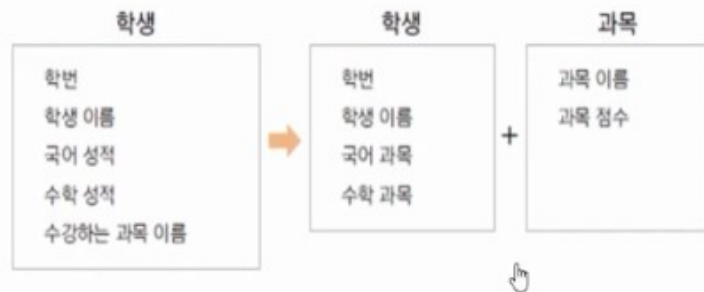 학생
학번
학생 이름
국어 성적
수학 성적
수강하는 과목 이름
학생
학번
학생 이름
국어 과목
수학 과목
+
과목
과목 이름
과목 점수